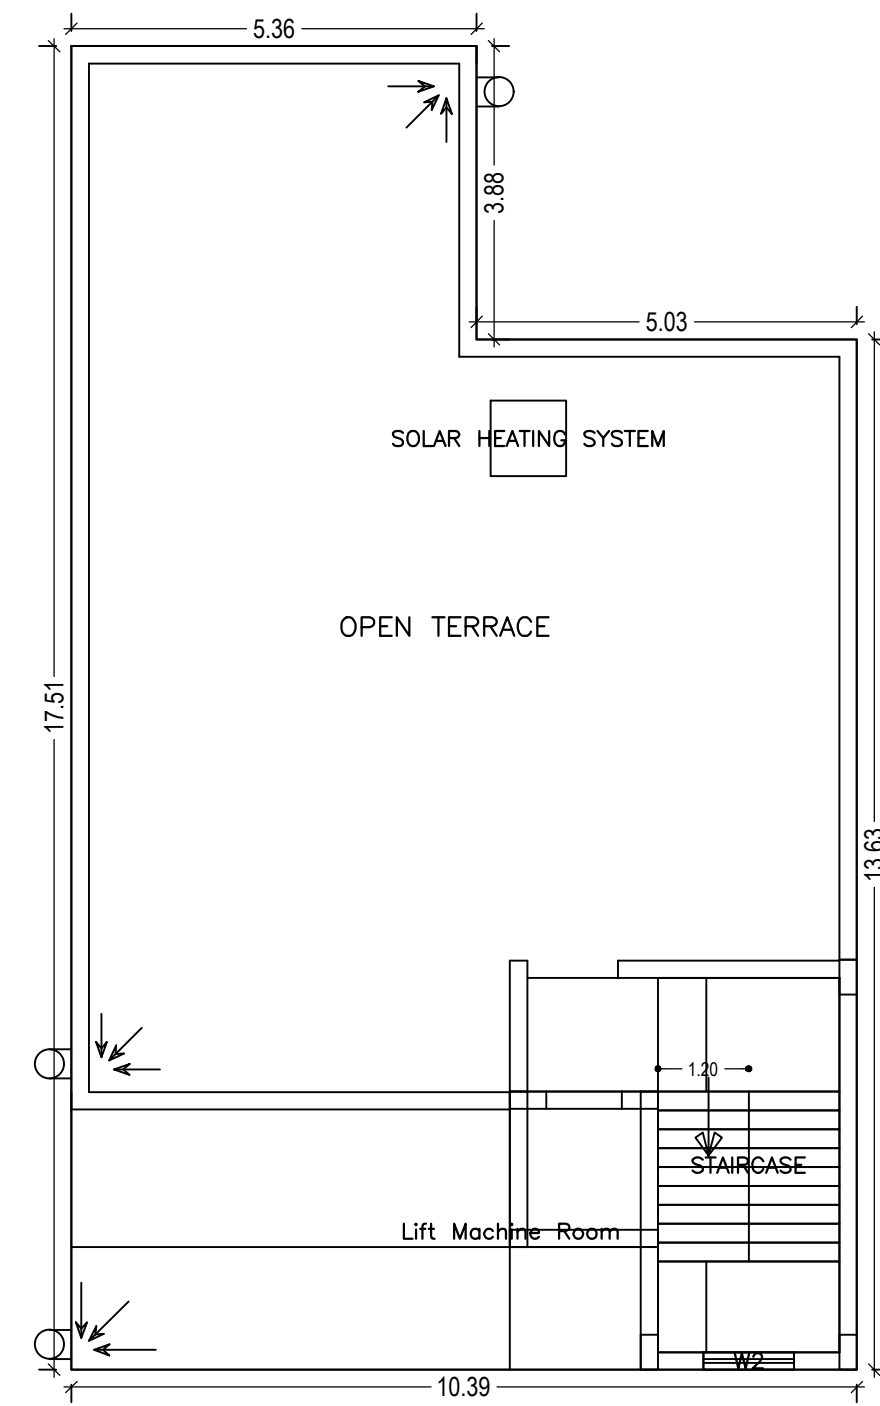 5.36
3.88
5.03
SOLAR HEATING SYSTEM
OPEN TERRACE
17.51
13.63
1.20
STAIRCASE
Lift Machine Room
W2
10.39